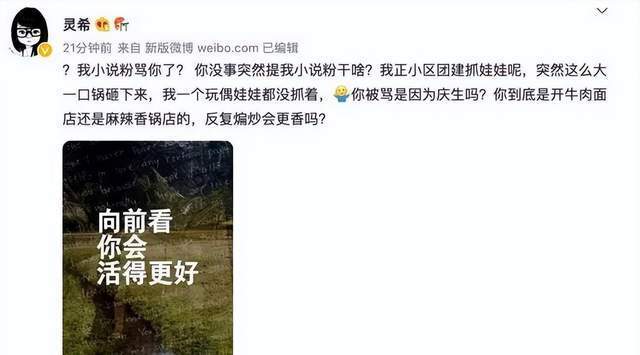 灵希
21分钟前 来自 新版微博 weibo.com 已编辑
？我小说粉骂你了？ 你没事突然提我小说粉干啥？我正小区团建抓娃娃呢，突然这么大
一口锅砸下来，我一个玩偶娃娃都没抓着，🤷你被骂是因为庆生吗？你到底是开牛肉面
店还是麻辣香锅店的，反复煸炒会更香吗？
向前看
你会
活得更好